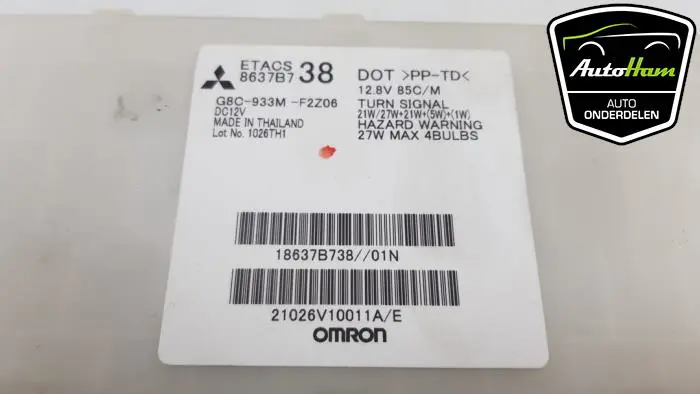 ETACS
8637B7 38
G8C-933M -F2Z06
DC12V
MADE IN THAILAND
Lot No. 1026TH1
DOT >PP-TD<
12.8V 85C/M
TURN SIGNAL
21W/27W+21W+(5W)+(1W)
HAZARD WARNING
27W MAX 4BULBS
18637B738//01N
21026V10011A/E
OMRON
AutoHam
AUTO
ONDERDELEN